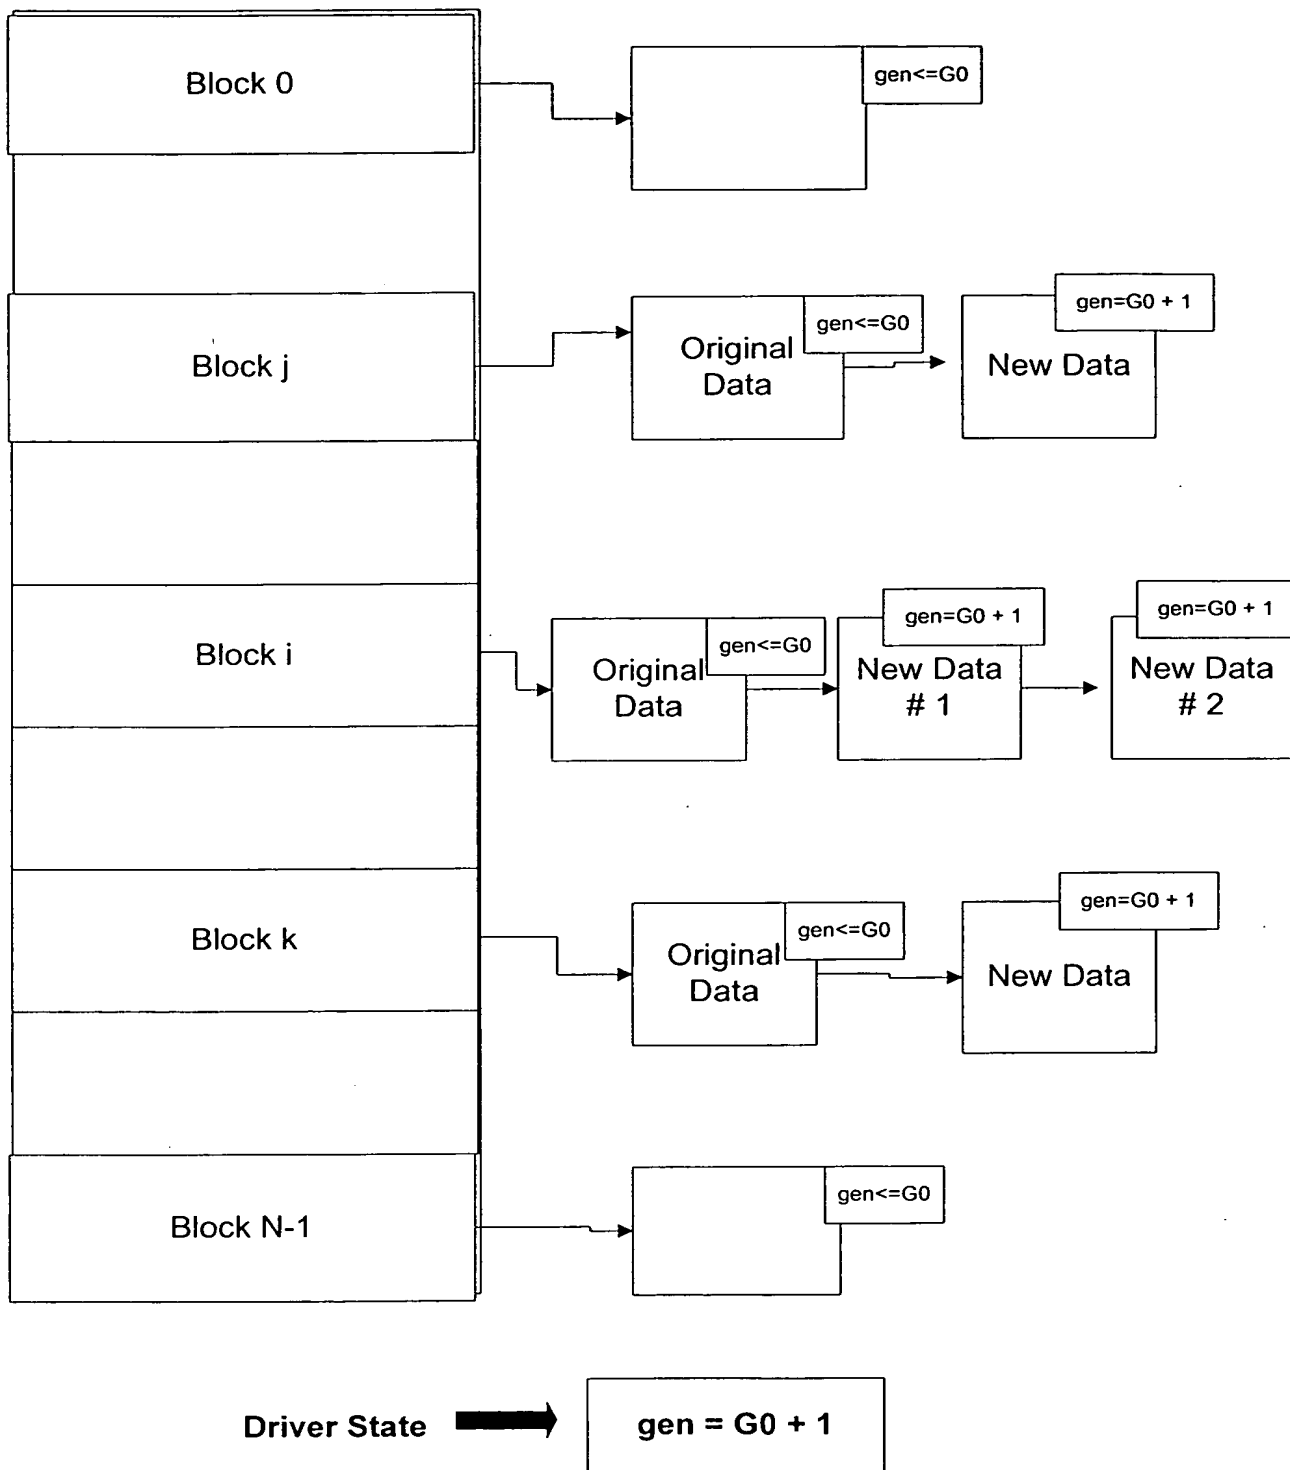 Block 0
gen<=G0
Block j
Original
Data
gen<=G0
gen=G0 + 1
New Data
Block i
Original
Data
gen<=G0
gen=G0 + 1
New Data
# 1
gen=G0 + 1
New Data
# 2
Block k
Original
Data
gen<=G0
gen=G0 + 1
New Data
Block N-1
gen<=G0
Driver State
gen = G0 + 1